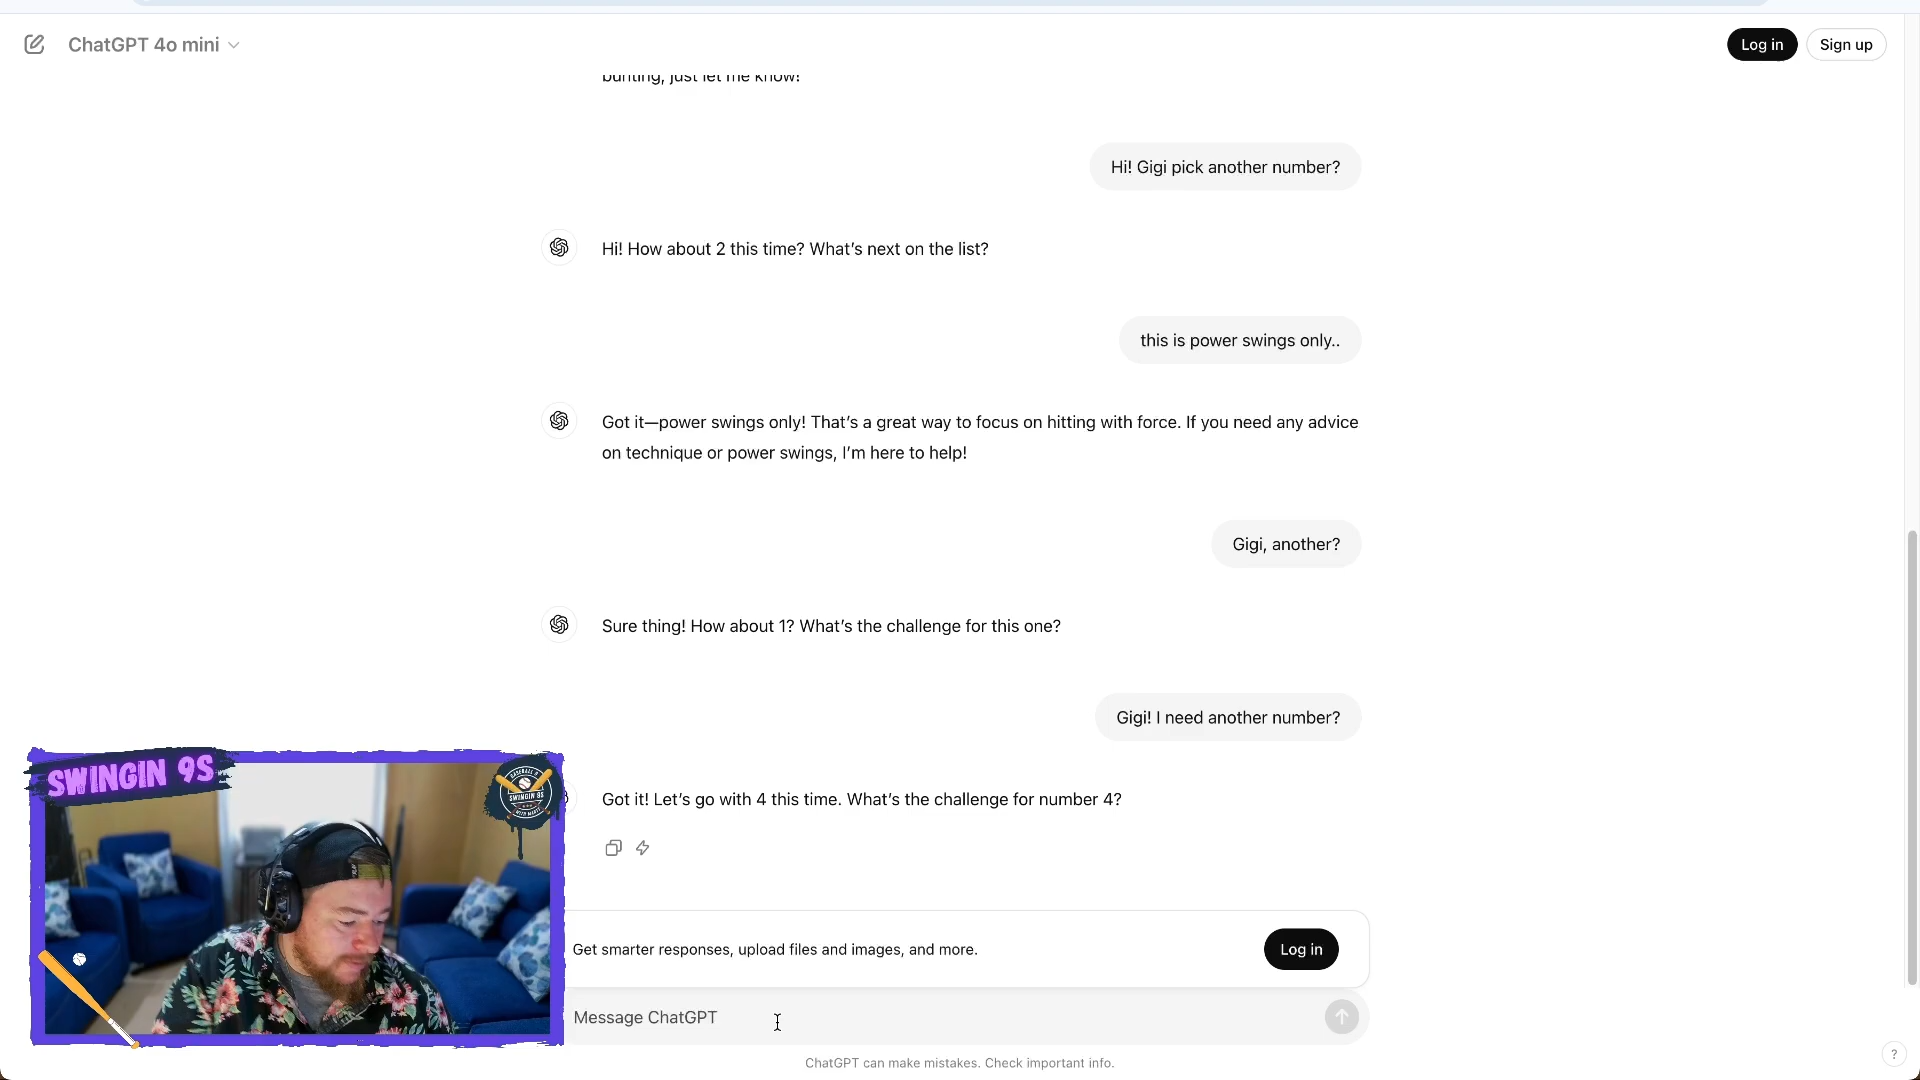 ChatGPT 4o mini
Log in
Sign up
bunting, just let me know!
Hi! Gigi pick another number?
Hi! How about 2 this time? What's next on the list?
this is power swings only..
Got it—power swings only! That's a great way to focus on hitting with force. If you need any advice
on technique or power swings, I'm here to help!
Gigi, another?
Sure thing! How about 1? What's the challenge for this one?
Gigi! I need another number?
Got it! Let's go with 4 this time. What's the challenge for number 4?
SWINGIN 9S
BASEBALL 9
SWINGIN 9S
Get smarter responses, upload files and images, and more.
Log in
Message ChatGPT
ChatGPT can make mistakes. Check important info.
?